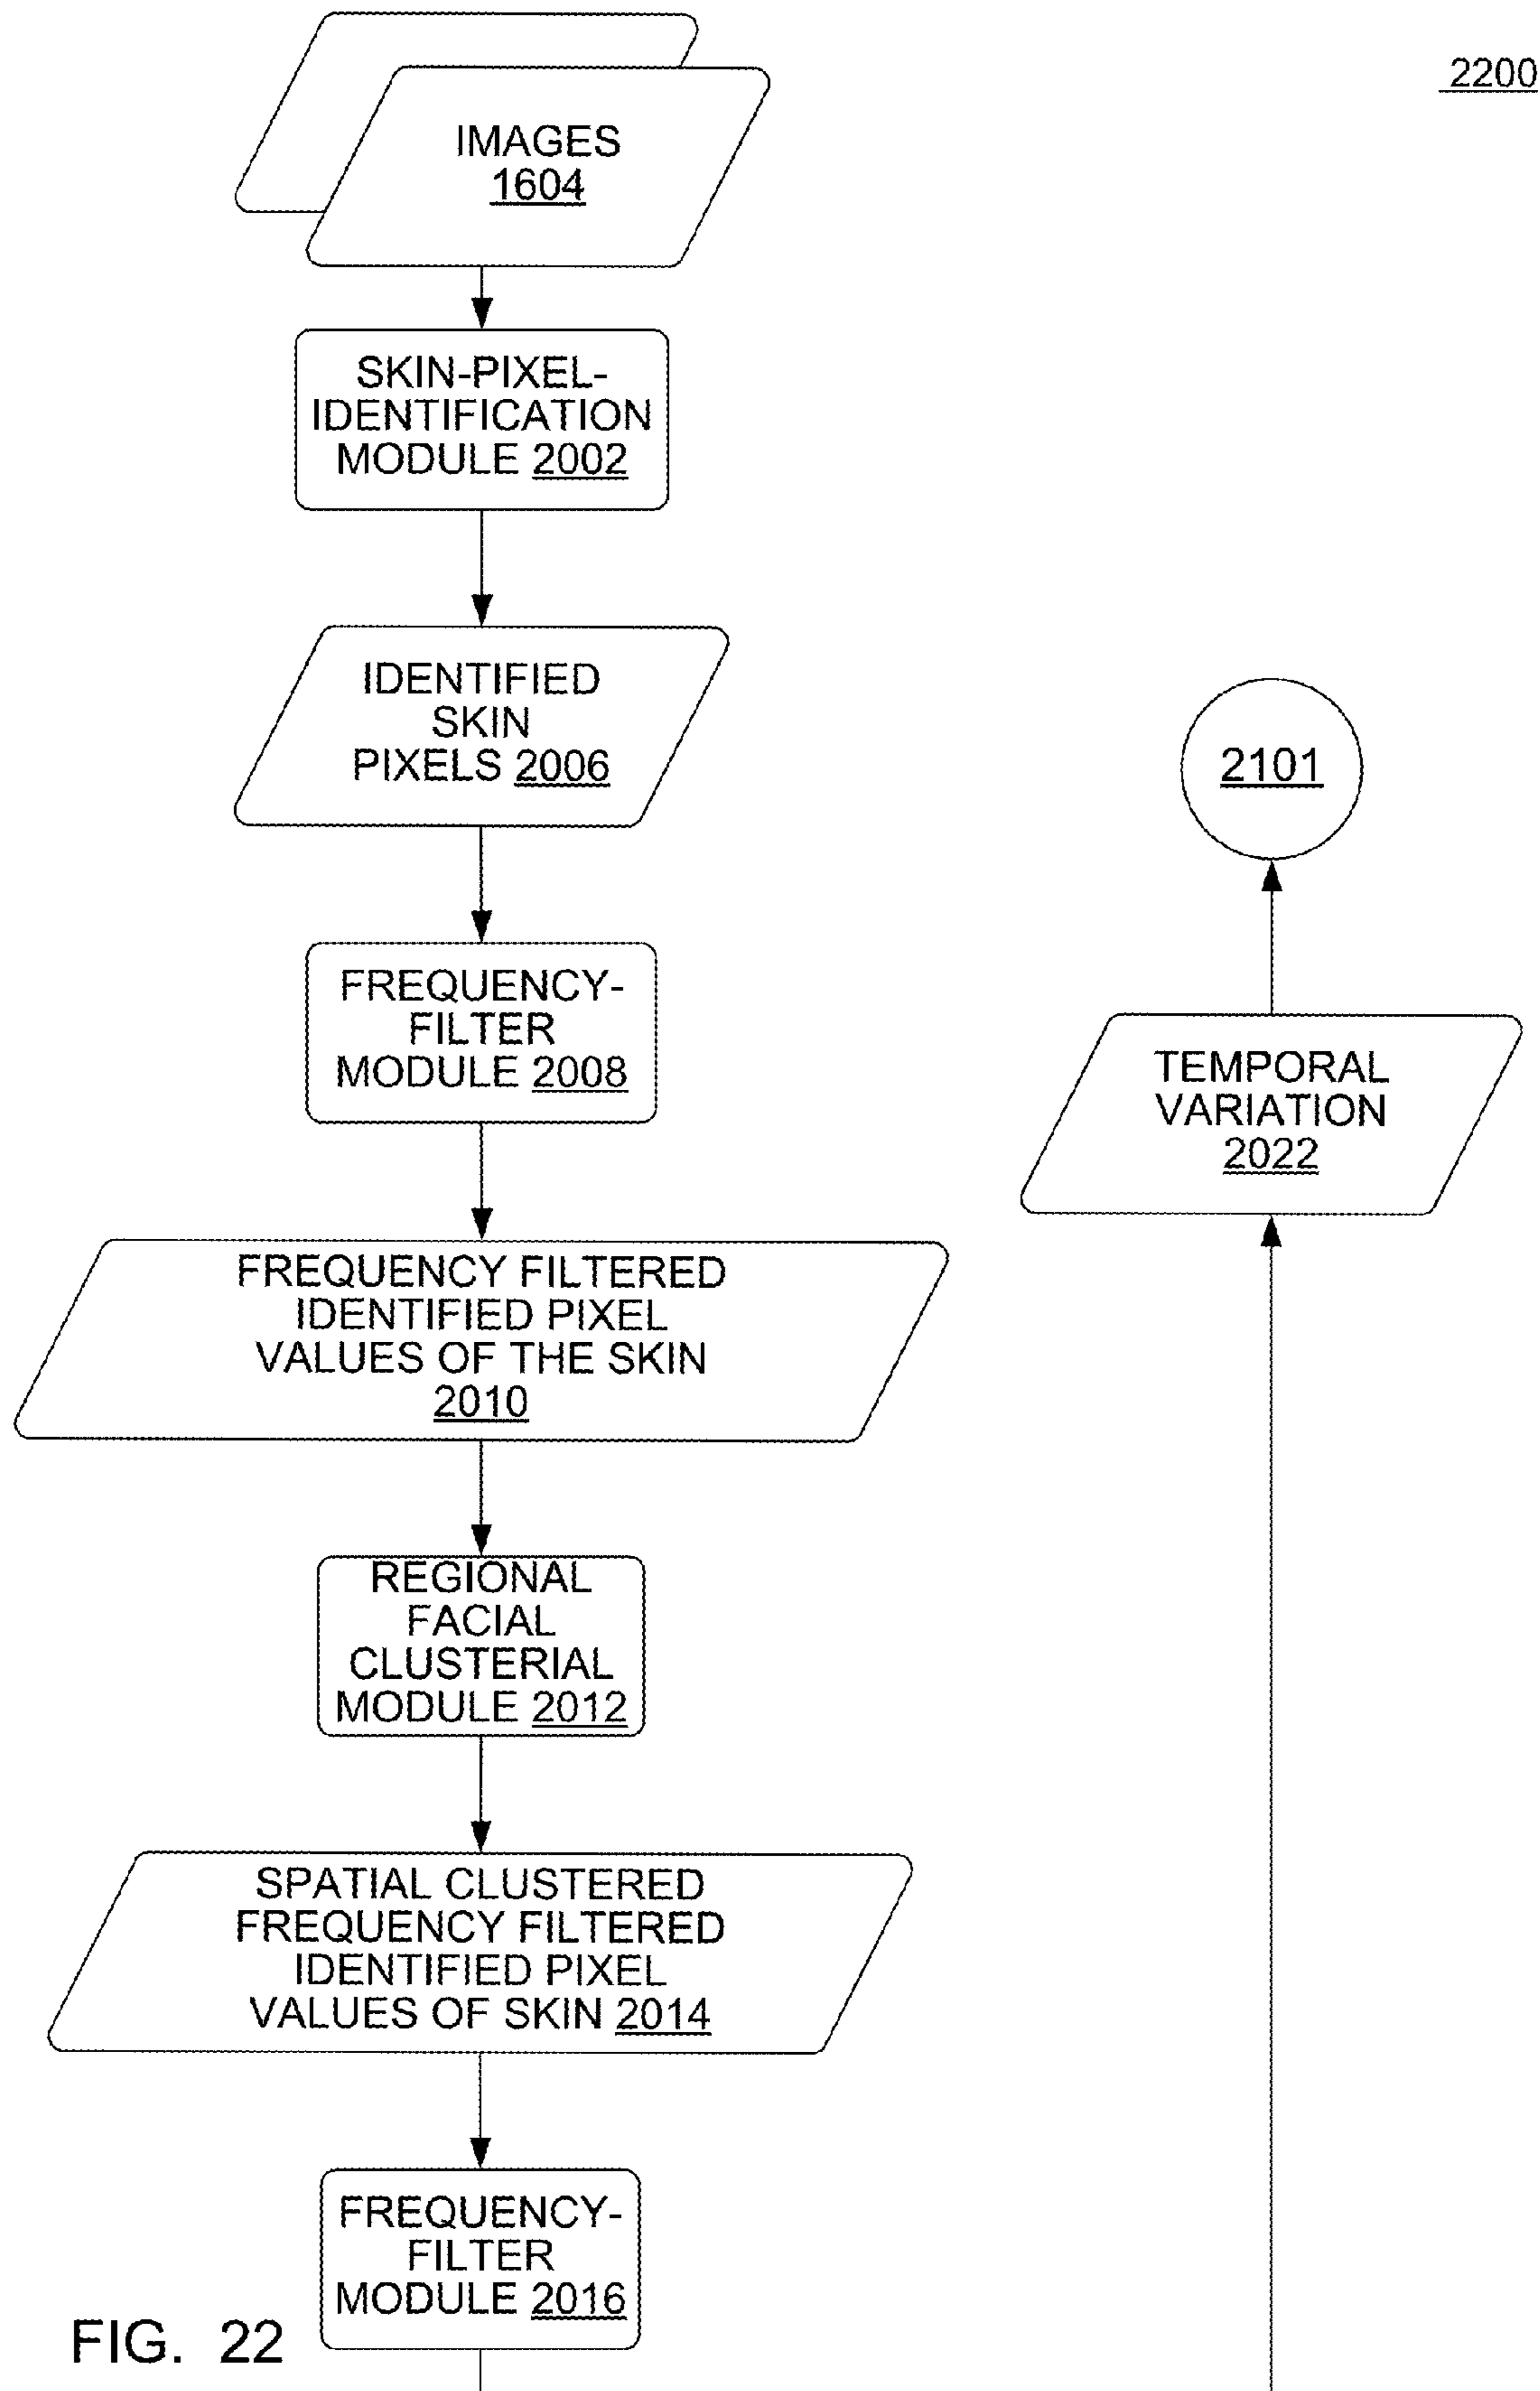 2200
IMAGES
1604
SKIN-PIXEL-
IDENTIFICATION
MODULE 2002
IDENTIFIED
SKIN
PIXELS 2006
FREQUENCY-
FILTER
MODULE 2008
FREQUENCY FILTERED
IDENTIFIED PIXEL
VALUES OF THE SKIN
2010
REGIONAL
FACIAL
CLUSTERIAL
MODULE 2012
SPATIAL CLUSTERED
FREQUENCY FILTERED
IDENTIFIED PIXEL
VALUES OF SKIN 2014
FREQUENCY-
FILTER
MODULE 2016
2101
TEMPORAL
VARIATION
2022
FIG. 22